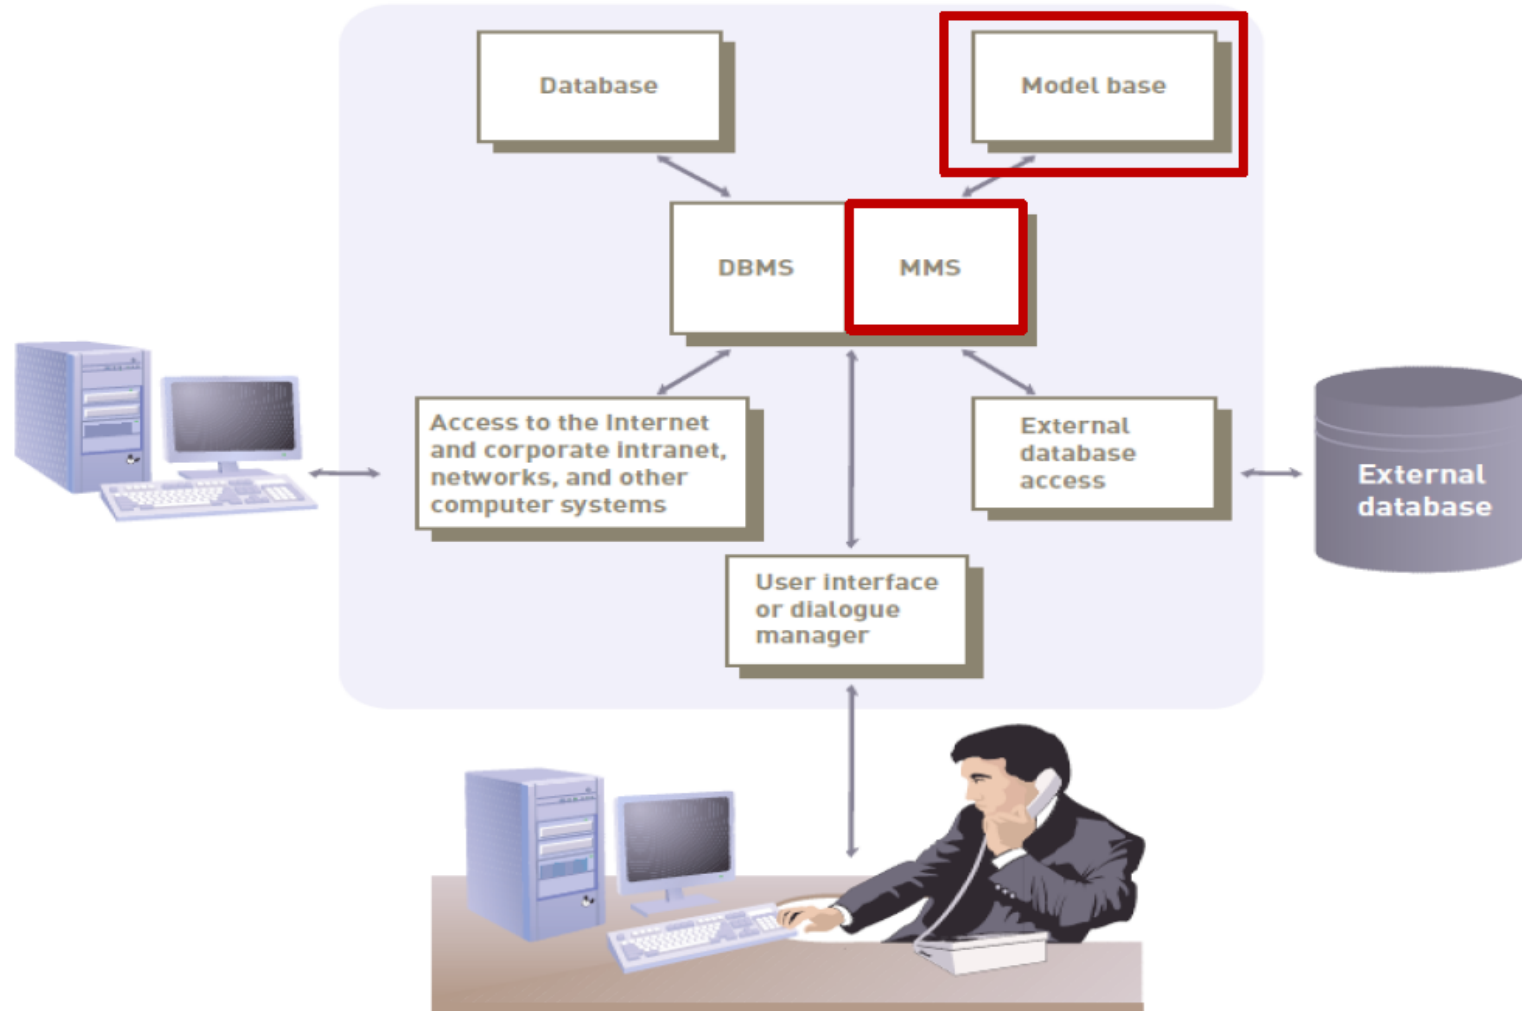 Database
Model base
DBMS
MMS
Access to the Internet
and corporate intranet,
networks, and other
computer systems
External
database
access
External
database
User interface
or dialogue
manager